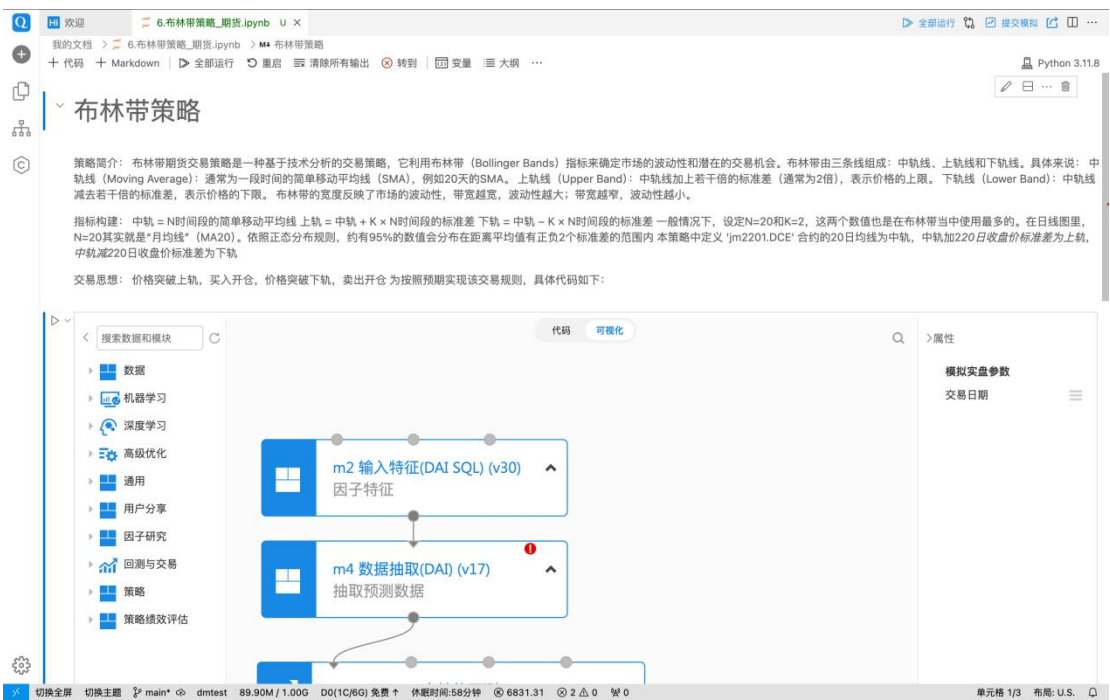 欢迎
6.布林带策略_期货.ipynb U ×
全部运行 提交模拟 ···
我的文档 > 6.布林带策略_期货.ipynb > M↓ 布林带策略
+ 代码 + Markdown | 全部运行 重启 清除所有输出 转到 | 变量 大纲 ···
Python 3.11.8
布林带策略
策略简介： 布林带期货交易策略是一种基于技术分析的交易策略，它利用布林带（Bollinger Bands）指标来确定市场的波动性和潜在的交易机会。布林带由三条线组成：中轨线、上轨线和下轨线。具体来说： 中
轨线（Moving Average）：通常为一段时间的简单移动平均线（SMA），例如20天的SMA。 上轨线（Upper Band）：中轨线加上若干倍的标准差（通常为2倍），表示价格的上限。 下轨线（Lower Band）：中轨线
减去若干倍的标准差，表示价格的下限。 布林带的宽度反映了市场的波动性，带宽越宽，波动性越大；带宽越窄，波动性越小。
指标构建： 中轨 = N时间段的简单移动平均线 上轨 = 中轨 + K × N时间段的标准差 下轨 = 中轨 − K × N时间段的标准差 一般情况下，设定N=20和K=2，这两个数值也是在布林带当中使用最多的。在日线图里，
N=20其实就是“月均线”（MA20）。依照正态分布规则，约有95%的数值会分布在距离平均值有正负2个标准差的范围内 本策略中定义 'jm2201.DCE' 合约的20日均线为中轨，中轨加220日收盘价标准差为上轨，
中轨减220日收盘价标准差为下轨
交易思想： 价格突破上轨，买入开仓，价格突破下轨，卖出开仓 为按照预期实现该交易规则，具体代码如下：
搜索数据和模块
代码 可视化
>属性
数据
机器学习
深度学习
高级优化
通用
用户分享
因子研究
回测与交易
策略
策略绩效评估
m2 输入特征(DAI SQL) (v30)
因子特征
m4 数据抽取(DAI) (v17)
抽取预测数据
模拟实盘参数
交易日期
切换全屏 切换主题 main* dmtest 89.90M / 1.00G D0(1C/6G) 免费 ↑ 休眠时间:58分钟 6831.31 2 0 0 单元格 1/3 布局: U.S.